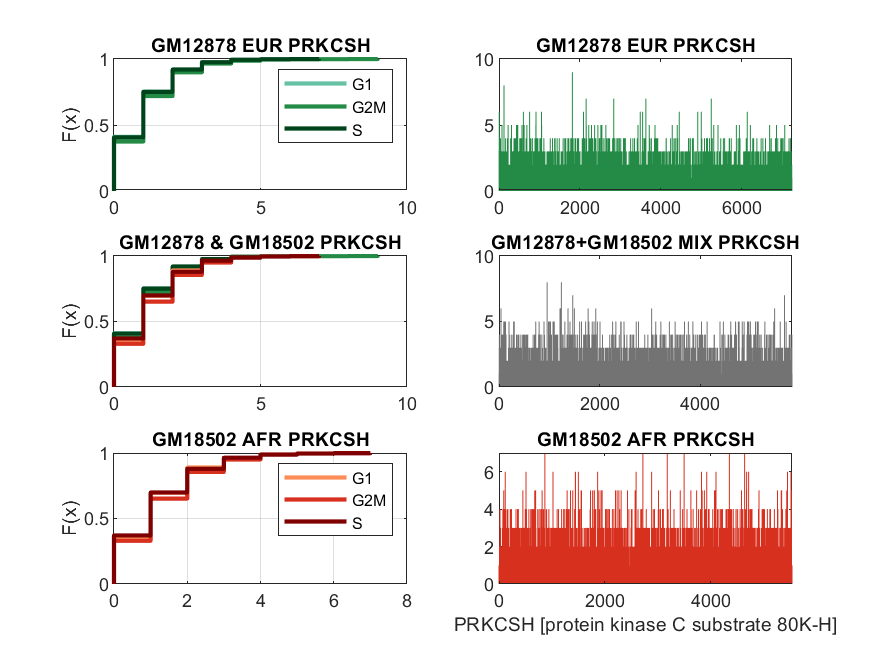 GM12878 EUR PRKCSH
F(x)
1
0.5
0
0 5 10
G1
G2M
S
GM12878 EUR PRKCSH
10
5
0
0 2000 4000 6000
GM12878 & GM18502 PRKCSH
F(x)
1
0.5
0
0 5 10
GM12878+GM18502 MIX PRKCSH
10
5
0
0 2000 4000
GM18502 AFR PRKCSH
F(x)
1
0.5
0
0 2 4 6 8
G1
G2M
S
GM18502 AFR PRKCSH
6
4
2
0
0 2000 4000
PRKCSH [protein kinase C substrate 80K-H]